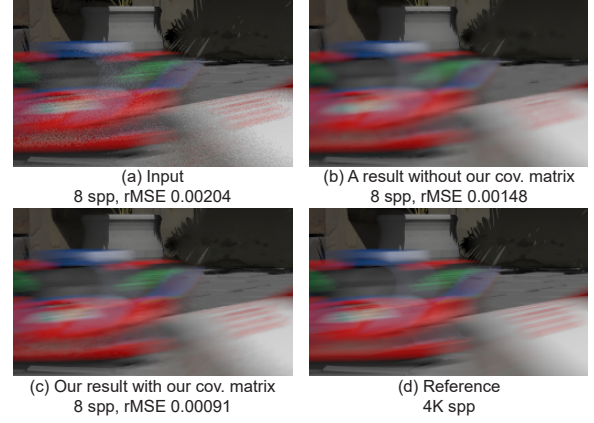 (a) Input
8 spp, rMSE 0.00204
(b) A result without our cov. matrix
8 spp, rMSE 0.00148
(c) Our result with our cov. matrix
8 spp, rMSE 0.00091
(d) Reference
4K spp